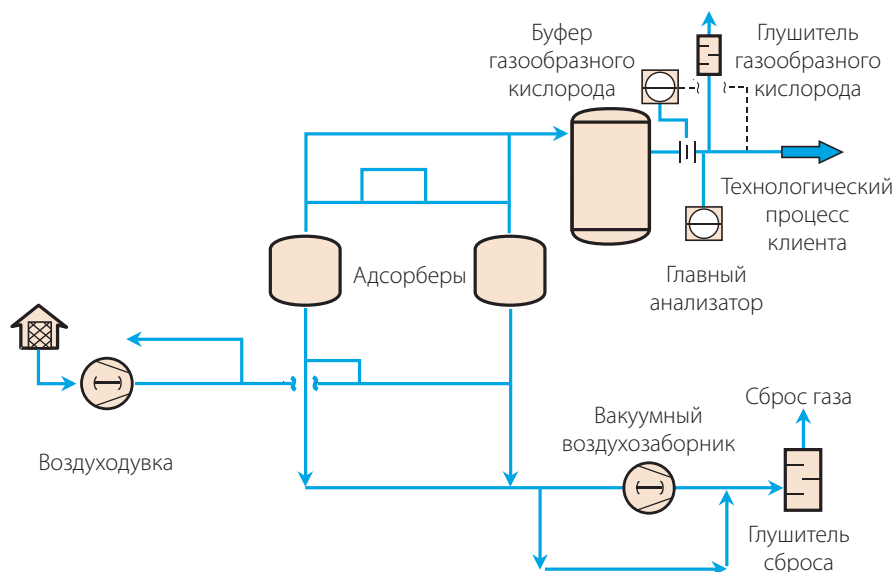 Буфер
газообразного
кислорода
Глушитель
газообразного
кислорода
Технологический
процесс
клиента
Адсорберы
Главный
анализатор
Воздуходувка
Вакуумный
воздухозаборник
Сброс газа
Глушитель
сброса